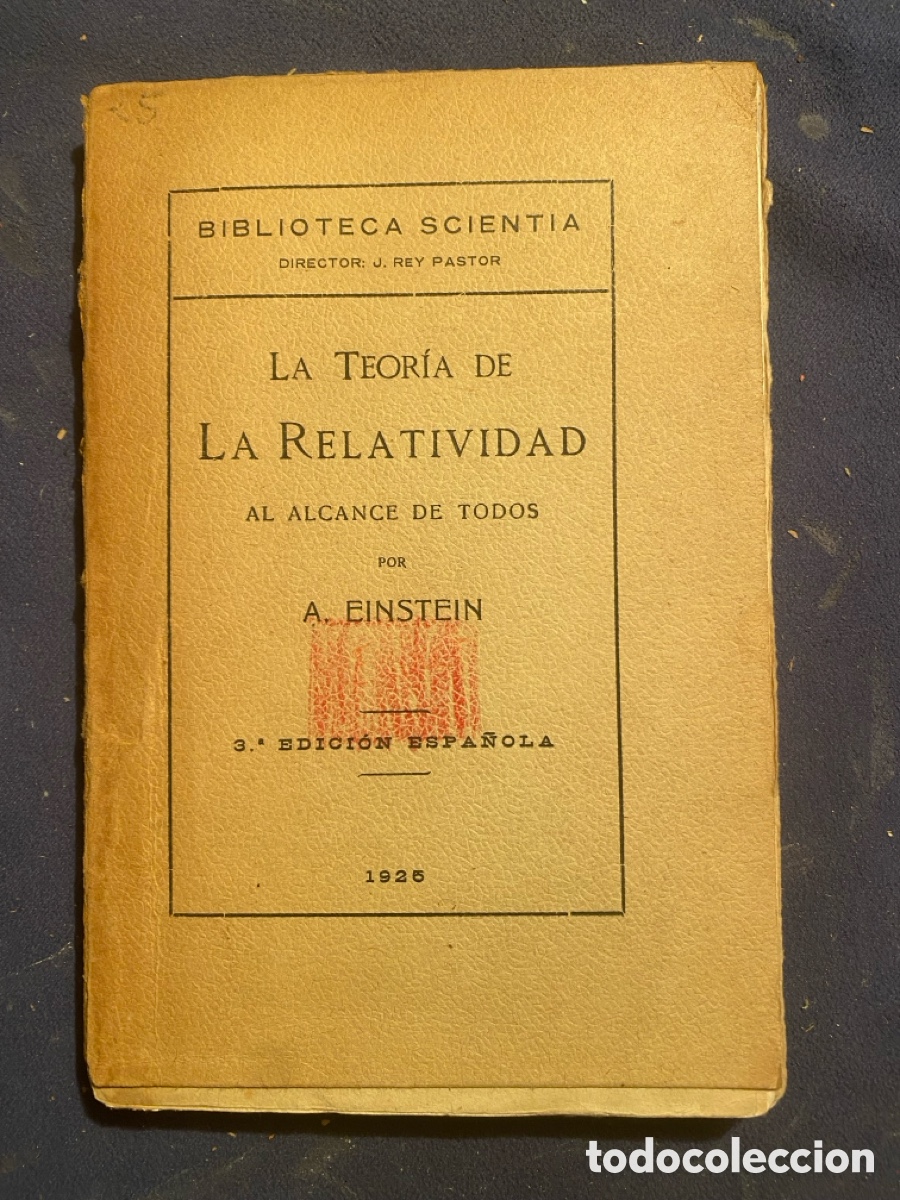 25
BIBLIOTECA SCIENTIA
DIRECTOR: J. REY PASTOR
LA TEORÍA DE
LA RELATIVIDAD
AL ALCANCE DE TODOS
POR
A. EINSTEIN
3.ª EDICIÓN ESPAÑOLA
1925
todocoleccion